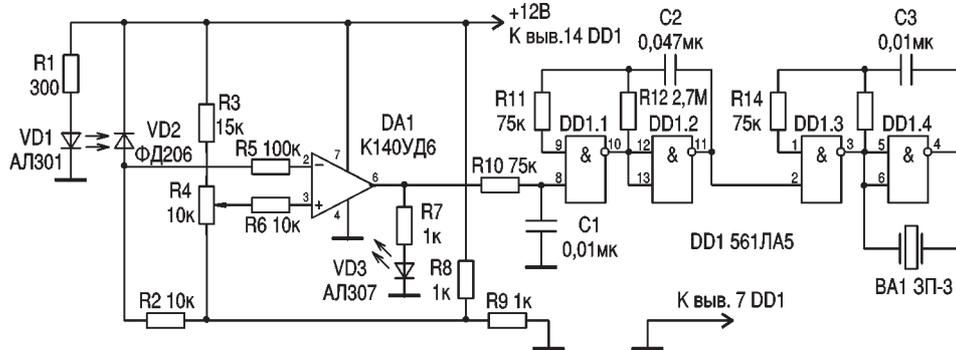 +12В
К выв.14 DD1
R1
300
VD1
АЛ301
VD2
ФД206
R3
15к
R4
10к
R5 100к
R6 10к
2
3
7
4
6
DA1
К140УД6
R7
1к
VD3
АЛ307
R8
1к
R2 10к
R9 1к
R10 75к
C1
0,01мк
R11
75к
C2
0,047мк
R12 2,7М
DD1.1
&
9
8
10
DD1.2
&
12
13
11
R14
75к
C3
0,01мк
DD1.3
&
1
2
3
DD1.4
&
5
6
4
DD1 561ЛА5
ВА1 ЗП-3
К выв. 7 DD1